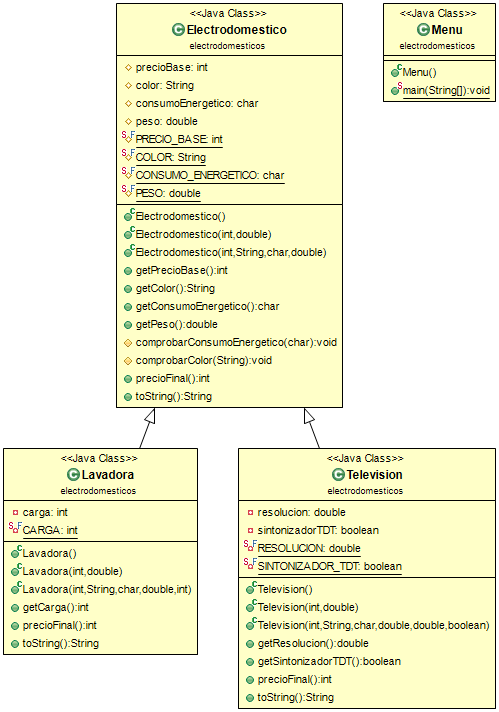 <<Java Class>>
Electrodomestico
electrodomesticos
precioBase: int
color: String
consumoEnergetico: char
peso: double
PRECIO_BASE: int
COLOR: String
CONSUMO_ENERGETICO: char
PESO: double
Electrodomestico()
Electrodomestico(int,double)
Electrodomestico(int,String,char,double)
getPrecioBase():int
getColor():String
getConsumoEnergetico():char
getPeso():double
comprobarConsumoEnergetico(char):void
comprobarColor(String):void
precioFinal():int
toString():String
<<Java Class>>
Menu
electrodomesticos
Menu()
main(String[]):void
<<Java Class>>
Lavadora
electrodomesticos
carga: int
CARGA: int
Lavadora()
Lavadora(int,double)
Lavadora(int,String,char,double,int)
getCarga():int
precioFinal():int
toString():String
<<Java Class>>
Television
electrodomesticos
resolucion: double
sintonizadorTDT: boolean
RESOLUCION: double
SINTONIZADOR_TDT: boolean
Television()
Television(int,double)
Television(int,String,char,double,double,boolean)
getResolucion():double
getSintonizadorTDT():boolean
precioFinal():int
toString():String